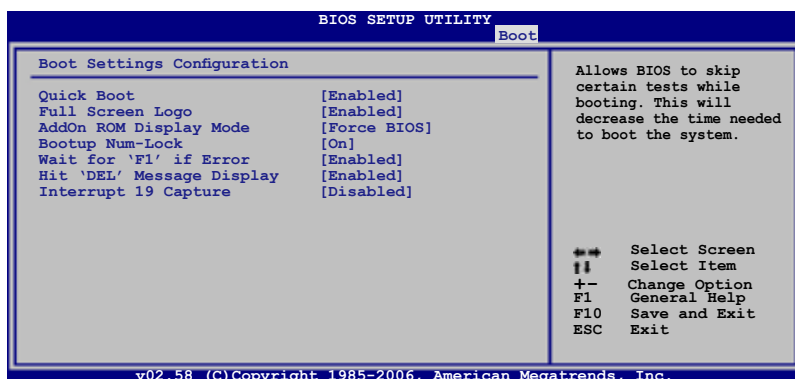 BIOS SETUP UTILITY
Boot
Boot Settings Configuration
Quick Boot [Enabled]
Full Screen Logo [Enabled]
AddOn ROM Display Mode [Force BIOS]
Bootup Num-Lock [On]
Wait for ‘F1’ if Error [Enabled]
Hit ‘DEL’ Message Display [Enabled]
Interrupt 19 Capture [Disabled]
Allows BIOS to skip
certain tests while
booting. This will
decrease the time needed
to boot the system.
←→ Select Screen
↑↓ Select Item
+- Change Option
F1 General Help
F10 Save and Exit
ESC Exit
v02.58 (C)Copyright 1985-2006, American Megatrends, Inc.